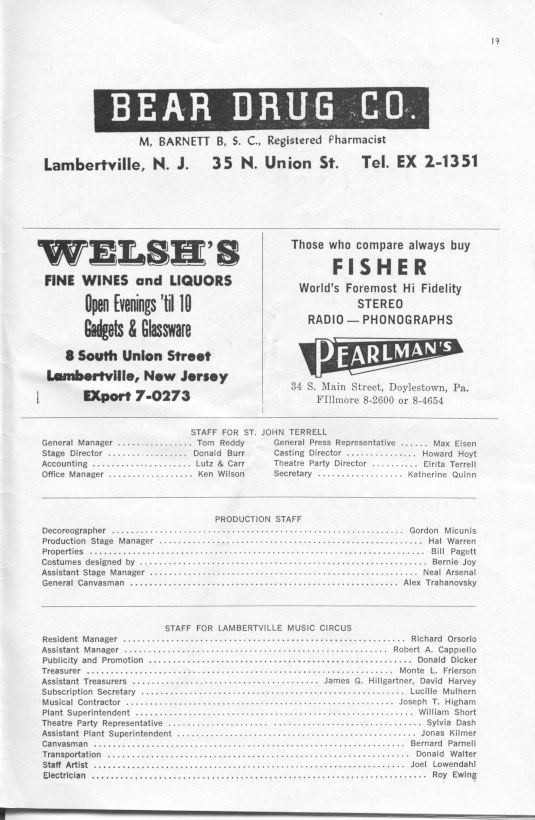 19
BEAR DRUG CO.
M. BARNETT B, S. C., Registered Pharmacist
Lambertville, N. J. 35 N. Union St. Tel. EX 2-1351
WELSH'S
FINE WINES and LIQUORS
Open Evenings 'til 10
Gadgets & Glassware
8 South Union Street
Lambertville, New Jersey
EXport 7-0273
Those who compare always buy
FISHER
World's Foremost Hi Fidelity
STEREO
RADIO — PHONOGRAPHS
PEARLMAN'S
34 S. Main Street, Doylestown, Pa.
FIllmore 8-2600 or 8-4654
STAFF FOR ST. JOHN TERRELL
General Manager ............... Tom Reddy
Stage Director ................ Donald Burr
Accounting ................... Lutz & Carr
Office Manager ................. Ken Wilson
General Press Representative ...... Max Eisen
Casting Director .............. Howard Hoyt
Theatre Party Director .......... Elrita Terrell
Secretary ................. Katherine Quinn
PRODUCTION STAFF
Decoreographer ........ Gordon Micunis
Production Stage Manager ........ Hal Warren
Properties ........ Bill Pagett
Costumes designed by ........ Bernie Joy
Assistant Stage Manager ........ Neal Arsenal
General Canvasman ........ Alex Trahanovsky
STAFF FOR LAMBERTVILLE MUSIC CIRCUS
Resident Manager ........ Richard Orsorio
Assistant Manager ........ Robert A. Cappiello
Publicity and Promotion ........ Donald Dicker
Treasurer ........ Monte L. Frierson
Assistant Treasurers ........ James G. Hillgartner, David Harvey
Subscription Secretary ........ Lucille Mulhern
Musical Contractor ........ Joseph T. Higham
Plant Superintendent ........ William Short
Theatre Party Representative ........ Sylvia Dash
Assistant Plant Superintendent ........ Jonas Kilmer
Canvasman ........ Bernard Parnell
Transportation ........ Donald Walter
Staff Artist ........ Joel Lowendahl
Electrician ........ Roy Ewing